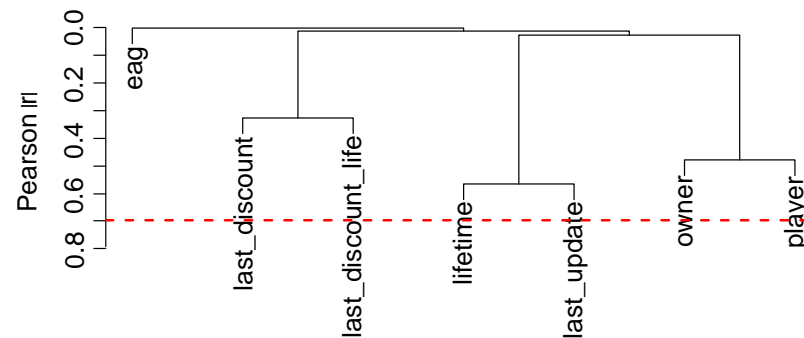 Pearson |r|
0.0
0.2
0.4
0.6
0.8
eag
last_discount
last_discount_life
lifetime
last_update
owner
player